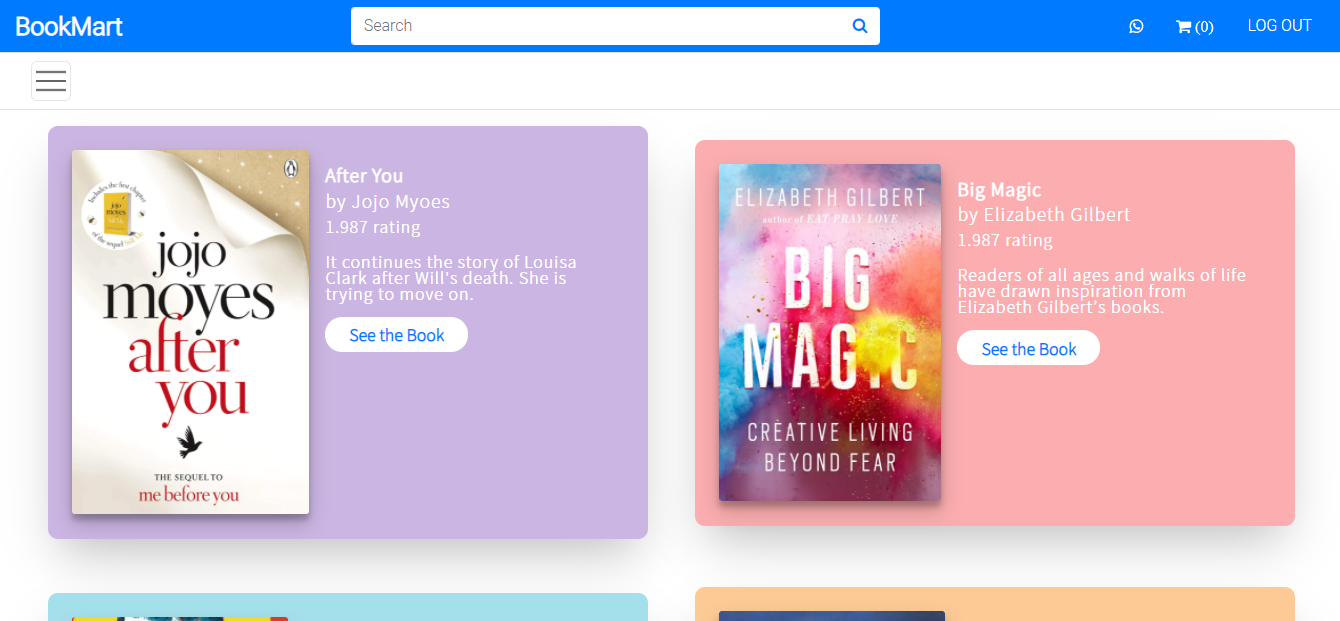 BookMart
Search
(0)
LOG OUT
Includes the first chapter
jojo
moyes
of the sequel
jojo
moyes
after
you
THE SEQUEL TO
me before you
After You
by Jojo Myoes
1.987 rating
It continues the story of Louisa
Clark after Will's death. She is
trying to move on.
See the Book
ELIZABETH GILBERT
author of EAT PRAY LOVE
BIG
MAGIC
CREATIVE LIVING
BEYOND FEAR
Big Magic
by Elizabeth Gilbert
1.987 rating
Readers of all ages and walks of life
have drawn inspiration from
Elizabeth Gilbert’s books.
See the Book